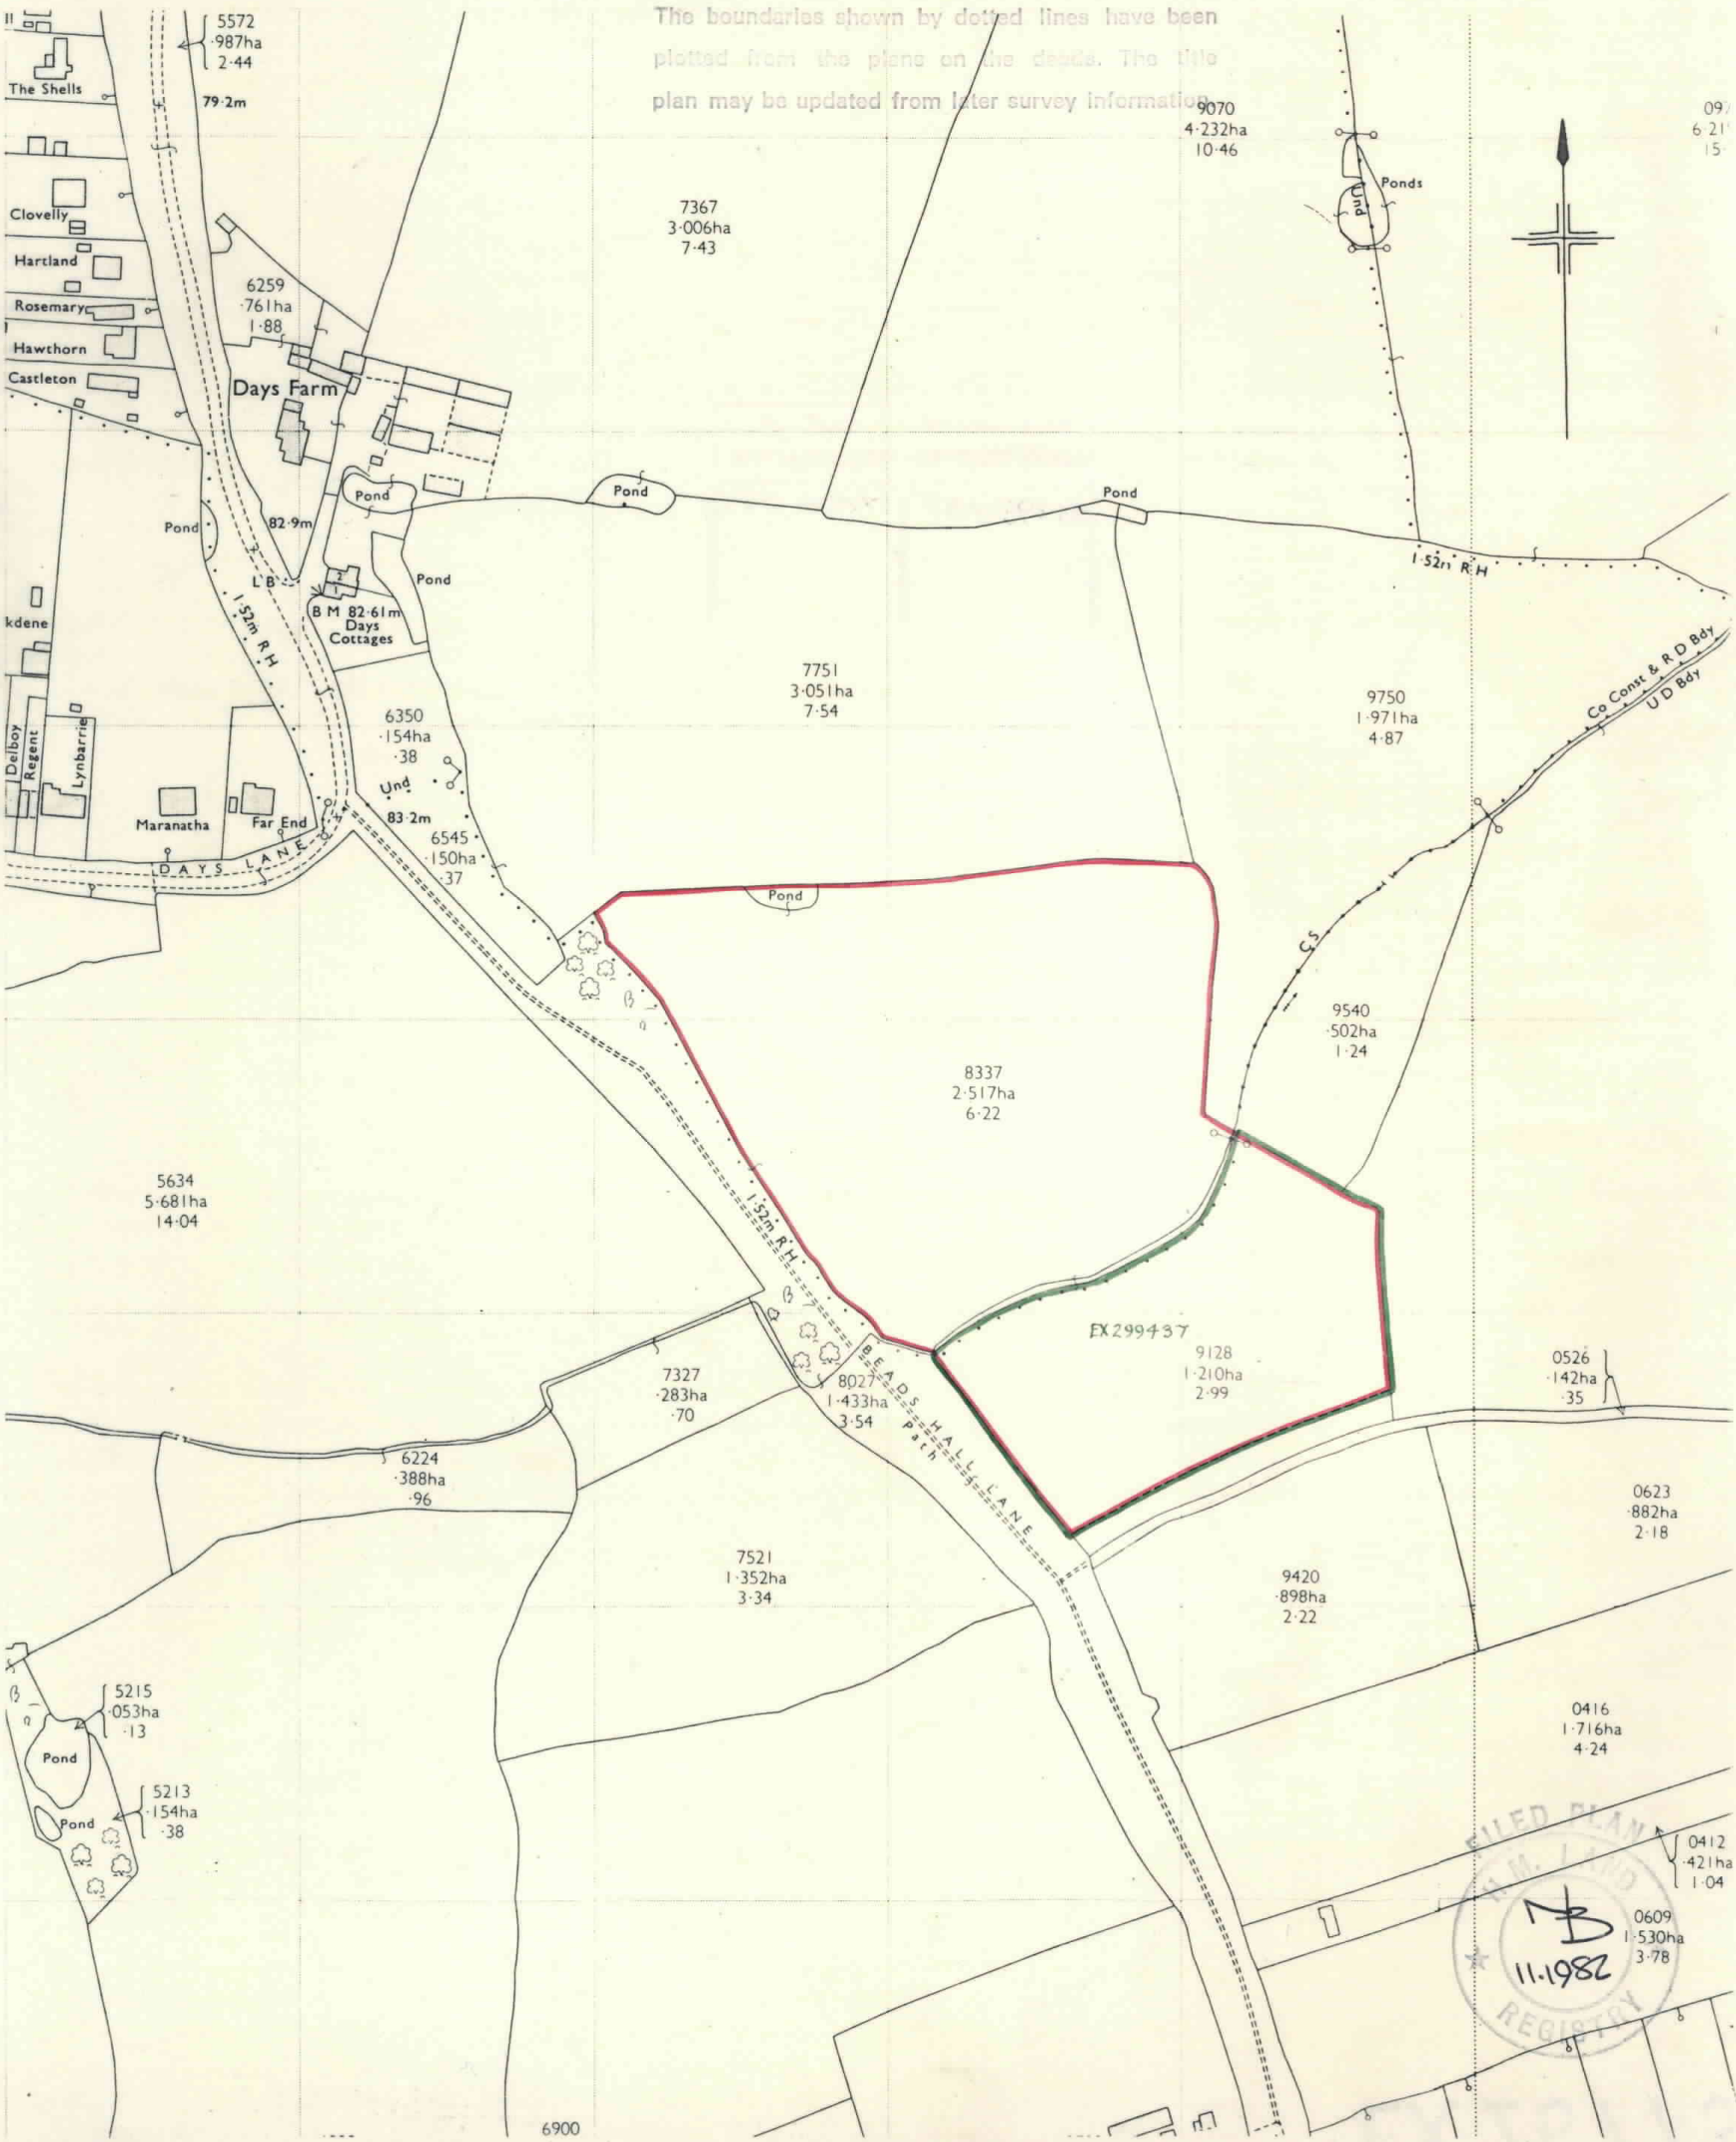 The boundaries shown by dotted lines have been
plotted from the plans on the deeds. The title
plan may be updated from later survey information.
5572
·987ha
2·44
The Shells
79·2m
9070
4·232ha
10·46
Ponds
Und
Clovelly
7367
3·006ha
7·43
Hartland
6259
·761ha
1·88
Rosemary
Hawthorn
Castleton
Days Farm
Pond
Pond
Pond
Pond
82·9m
1·52m R H
L B
Pond
2
1
B M 82·61m
Days
Cottages
kdene
1·52m R H
Co Const & R D Bdy
U D Bdy
7751
3·051ha
7·54
9750
1·971ha
4·87
6350
·154ha
·38
Delboy
Regent
Lynbarrie
Und
83·2m
Maranatha
Far End
6545
·150ha
·37
DAYS LANE
Pond
C S
9540
·502ha
1·24
8337
2·517ha
6·22
5634
5·681ha
14·04
1·52m R H
EX299437
9128
1·210ha
2·99
0526
·142ha
·35
7327
·283ha
·70
8027
1·433ha
3·54
BEADS HALL LANE
Path
6224
·388ha
·96
0623
·882ha
2·18
7521
1·352ha
3·34
9420
·898ha
2·22
5215
·053ha
·13
Pond
0416
1·716ha
4·24
5213
·154ha
·38
Pond
FILED PLAN
H.M. LAND
REGISTRY
0412
·421ha
1·04
NB
11.1982
0609
1·530ha
3·78
6900